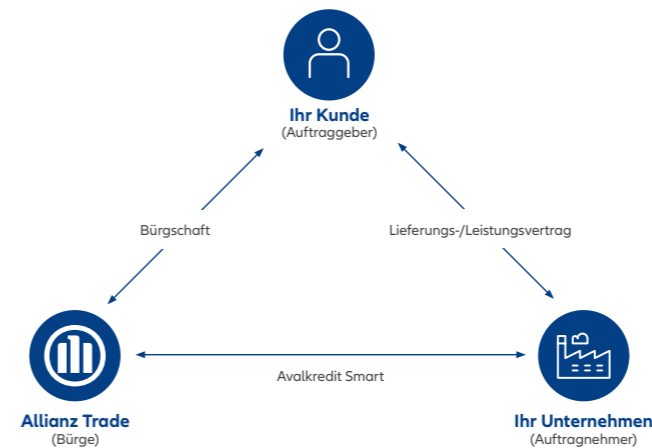 Ihr Kunde
(Auftraggeber)
Bürgschaft
Lieferungs-/Leistungsvertrag
Avalkredit Smart
Allianz Trade
(Bürge)
Ihr Unternehmen
(Auftragnehmer)